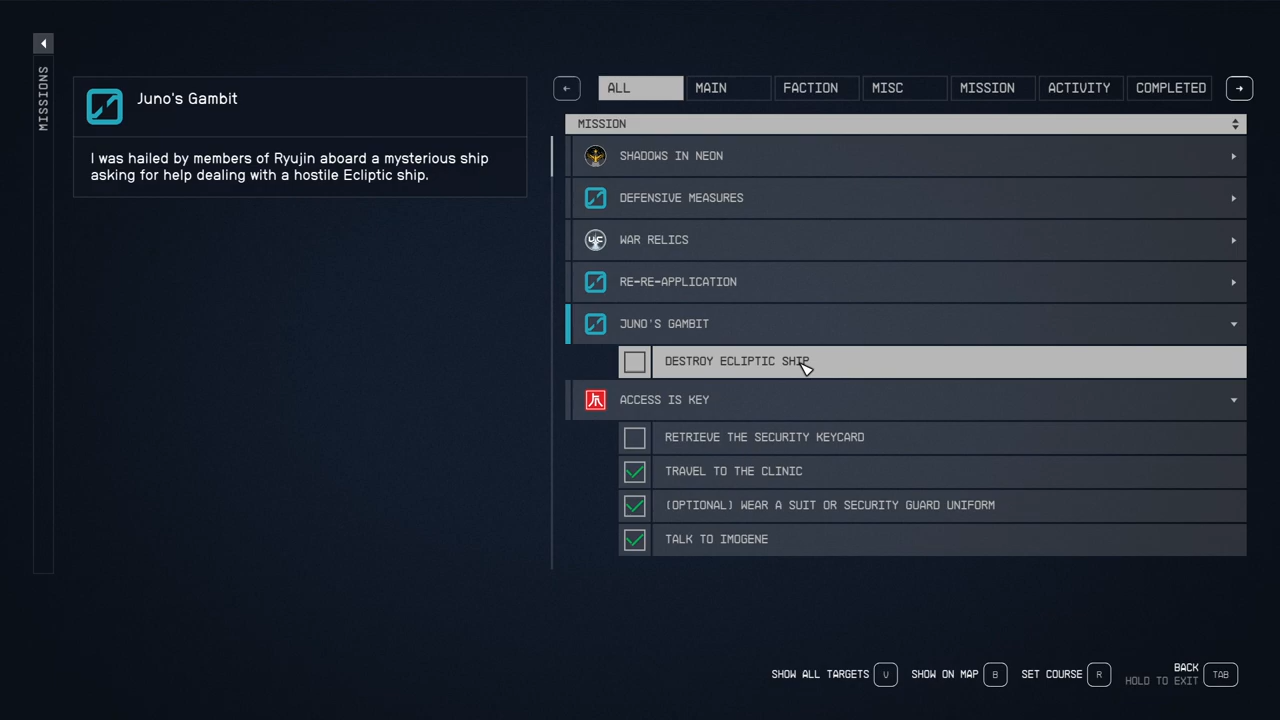 MISSIONS
Juno's Gambit
I was hailed by members of Ryujin aboard a mysterious ship
asking for help dealing with a hostile Ecliptic ship.
ALL MAIN FACTION MISC MISSION ACTIVITY COMPLETED
MISSION
SHADOWS IN NEON
DEFENSIVE MEASURES
UC WAR RELICS
RE-RE-APPLICATION
JUNO'S GAMBIT
DESTROY ECLIPTIC SHIP
ACCESS IS KEY
RETRIEVE THE SECURITY KEYCARD
TRAVEL TO THE CLINIC
(OPTIONAL) WEAR A SUIT OR SECURITY GUARD UNIFORM
TALK TO IMOGENE
SHOW ALL TARGETS V SHOW ON MAP B SET COURSE R BACK TAB
HOLD TO EXIT